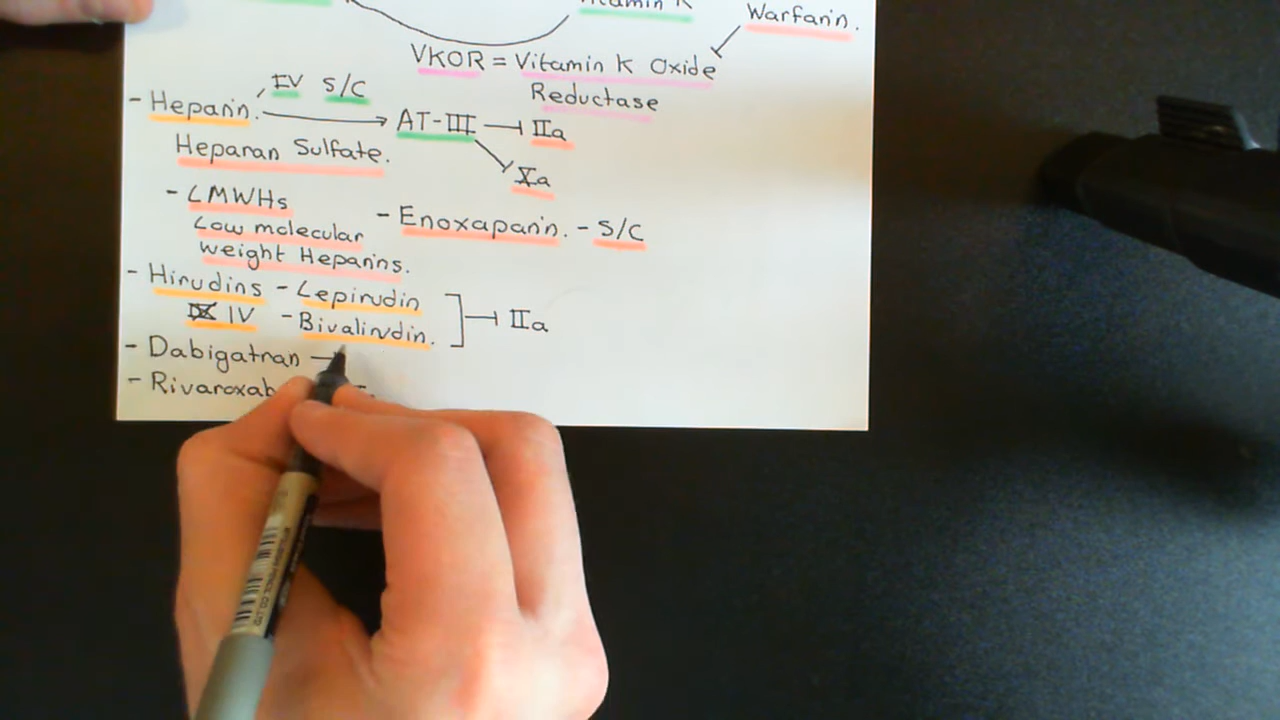 Warfarin.
VKOR = Vitamin K Oxide
Reductase
- Heparin. IV S/C
→ AT-III ⊣ IIa
Heparan Sulfate.
Xa
- LMWHs
Low molecular
weight Heparins.
- Enoxaparin. - S/C
- Hirudins - Lepirudin
IV - Bivalirudin.
⊣ IIa
- Dabigatran
- Rivaroxab